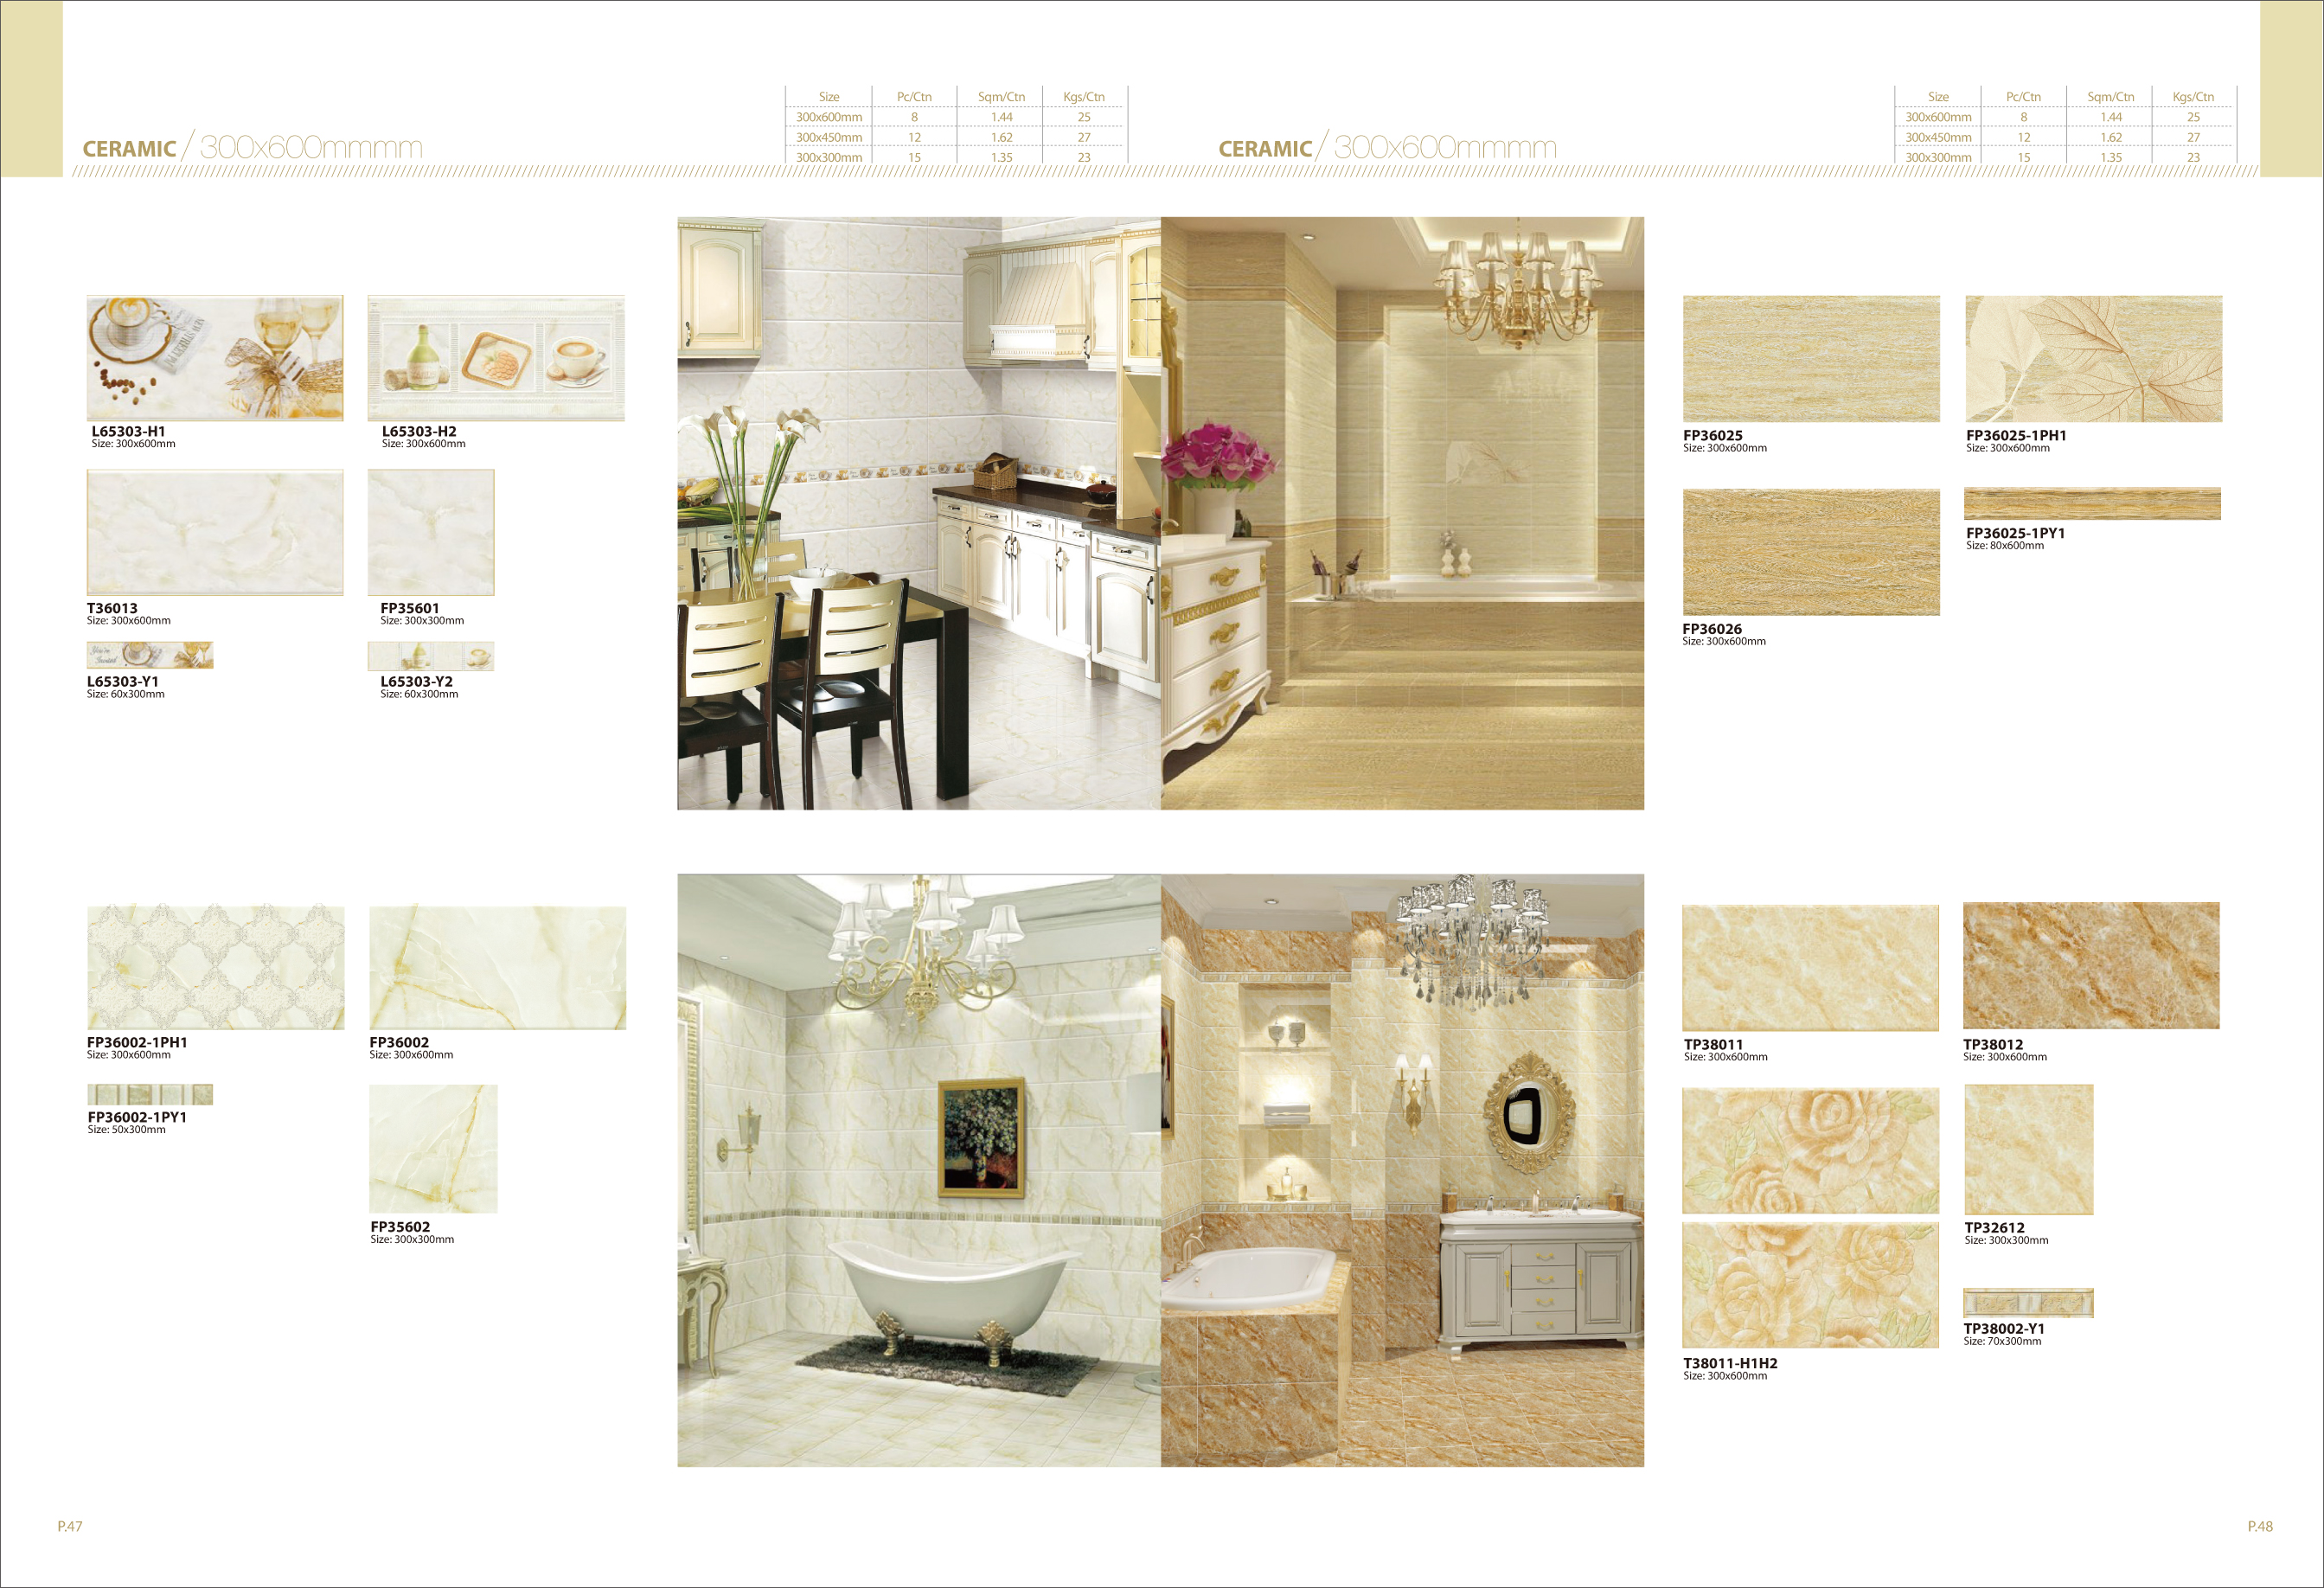 CERAMIC / 300x600mmmm
Size Pc/Ctn Sqm/Ctn Kgs/Ctn
300x600mm 8 1.44 25
300x450mm 12 1.62 27
300x300mm 15 1.35 23
L65303-H1
Size: 300x600mm
L65303-H2
Size: 300x600mm
T36013
Size: 300x600mm
FP35601
Size: 300x300mm
L65303-Y1
Size: 60x300mm
L65303-Y2
Size: 60x300mm
FP36002-1PH1
Size: 300x600mm
FP36002
Size: 300x600mm
FP36002-1PY1
Size: 50x300mm
FP35602
Size: 300x300mm
P.47
CERAMIC / 300x600mmmm
Size Pc/Ctn Sqm/Ctn Kgs/Ctn
300x600mm 8 1.44 25
300x450mm 12 1.62 27
300x300mm 15 1.35 23
FP36025
Size: 300x600mm
FP36025-1PH1
Size: 300x600mm
FP36026
Size: 300x600mm
FP36025-1PY1
Size: 80x600mm
TP38011
Size: 300x600mm
TP38012
Size: 300x600mm
TP32612
Size: 300x300mm
T38011-H1H2
Size: 300x600mm
TP38002-Y1
Size: 70x300mm
P.48